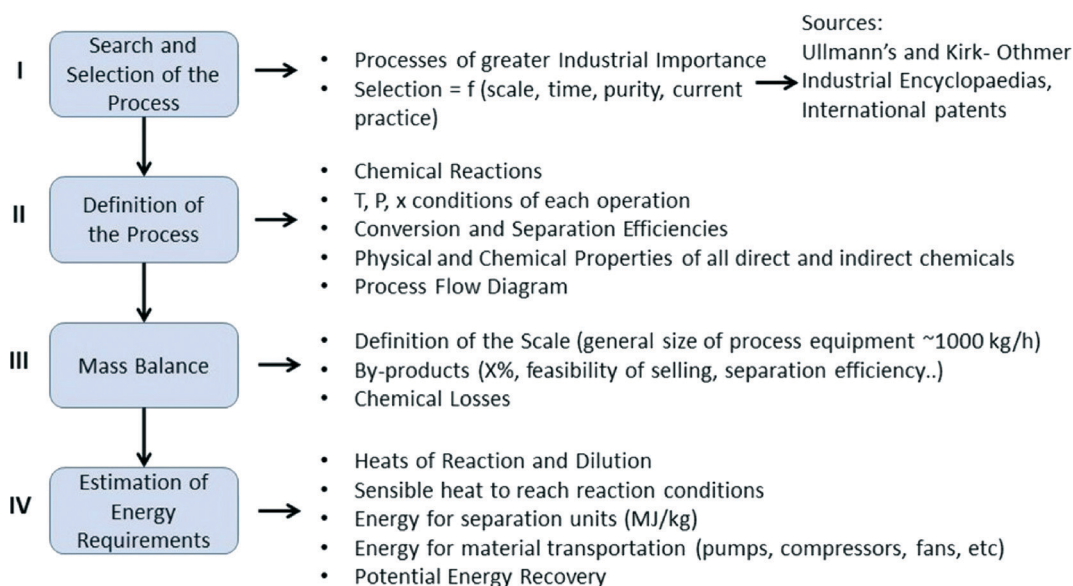 I
Search and
Selection of the
Process
• Processes of greater Industrial Importance
• Selection = f (scale, time, purity, current
practice)
Sources:
Ullmann’s and Kirk- Othmer
Industrial Encyclopaedias,
International patents
II
Definition of
the Process
• Chemical Reactions
• T, P, x conditions of each operation
• Conversion and Separation Efficiencies
• Physical and Chemical Properties of all direct and indirect chemicals
• Process Flow Diagram
III
Mass Balance
• Definition of the Scale (general size of process equipment ~1000 kg/h)
• By-products (X%, feasibility of selling, separation efficiency..)
• Chemical Losses
IV
Estimation of
Energy
Requirements
• Heats of Reaction and Dilution
• Sensible heat to reach reaction conditions
• Energy for separation units (MJ/kg)
• Energy for material transportation (pumps, compressors, fans, etc)
• Potential Energy Recovery